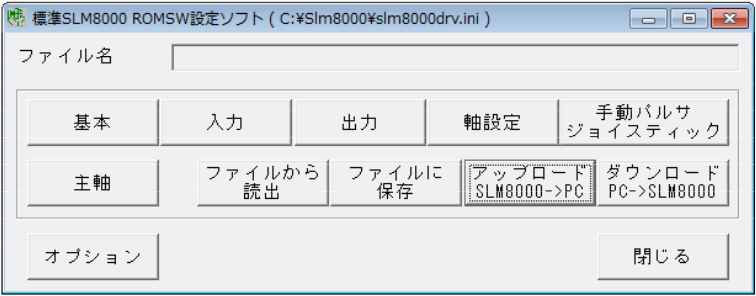 標準SLM8000 ROMSW設定ソフト ( C:¥Slm8000¥slm8000drv.ini )
ファイル名
基本
入力
出力
軸設定
手動パルサ
ジョイスティック
主軸
ファイルから
読出
ファイルに
保存
アップロード
SLM8000->PC
ダウンロード
PC->SLM8000
オプション
閉じる